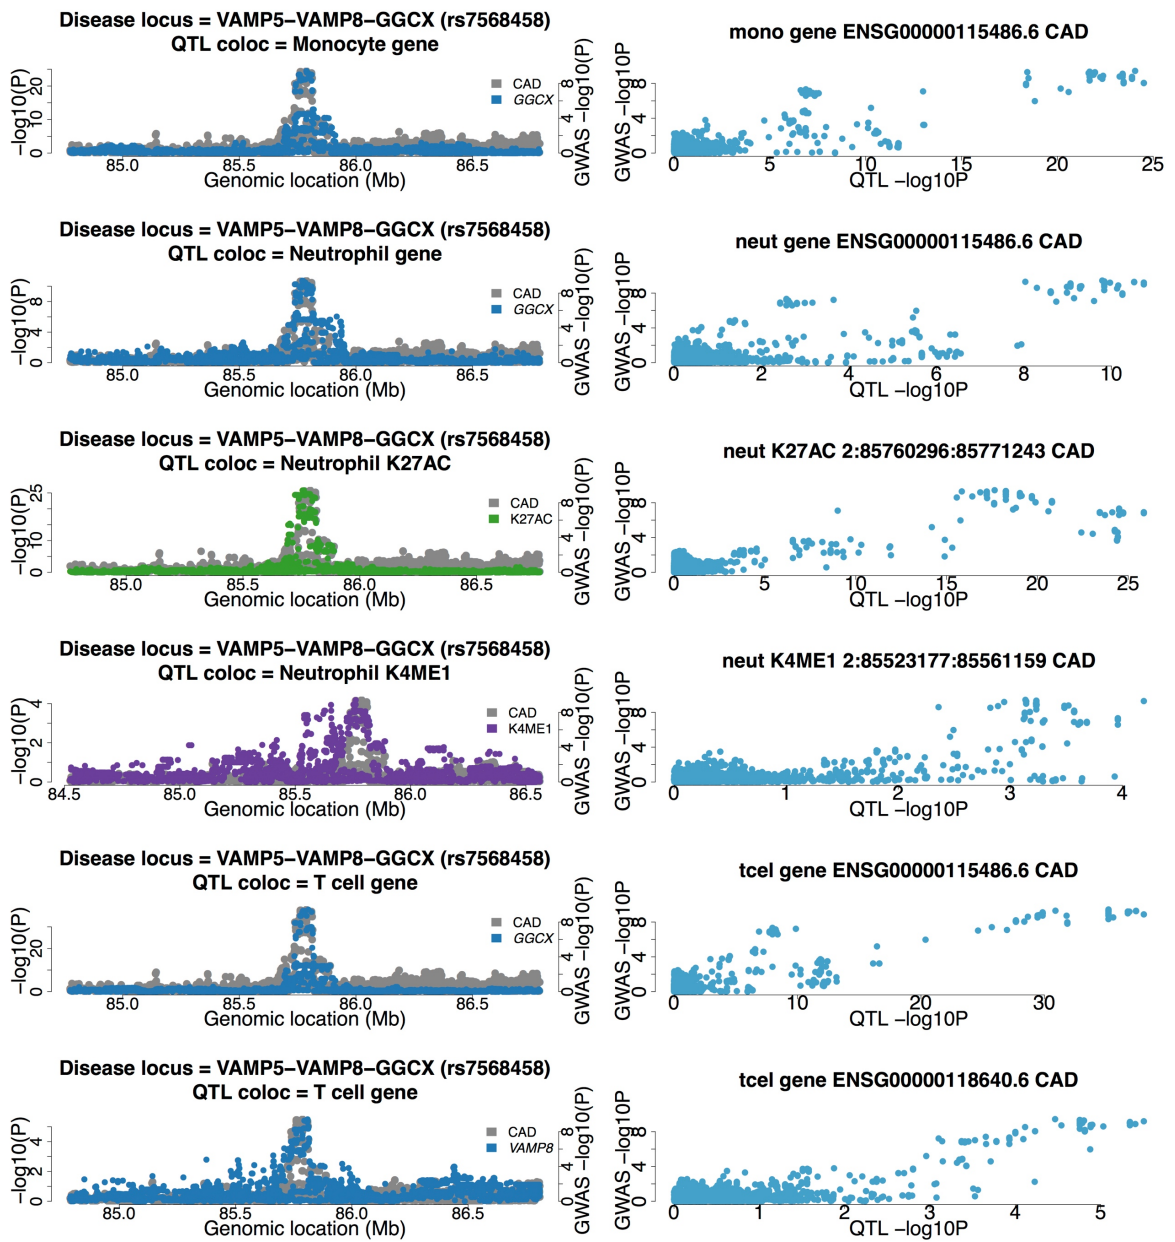 Disease locus = VAMP5−VAMP8−GGCX (rs7568458)
QTL coloc = Monocyte gene
−log10(P)
0 10 20
CAD
GGCX
GWAS −log10(P)
0 4 8
85.0 85.5 86.0 86.5
Genomic location (Mb)
mono gene ENSG00000115486.6 CAD
GWAS −log10P
0 4 8
0 5 10 15 20 25
QTL −log10P
Disease locus = VAMP5−VAMP8−GGCX (rs7568458)
QTL coloc = Neutrophil gene
−log10(P)
0 4 8
CAD
GGCX
GWAS −log10(P)
0 4 8
85.0 85.5 86.0 86.5
Genomic location (Mb)
neut gene ENSG00000115486.6 CAD
GWAS −log10P
0 4 8
0 2 4 6 8 10
QTL −log10P
Disease locus = VAMP5−VAMP8−GGCX (rs7568458)
QTL coloc = Neutrophil K27AC
−log10(P)
0 10 25
CAD
K27AC
GWAS −log10(P)
0 4 8
85.0 85.5 86.0 86.5
Genomic location (Mb)
neut K27AC 2:85760296:85771243 CAD
GWAS −log10P
0 4 8
0 5 10 15 20 25
QTL −log10P
Disease locus = VAMP5−VAMP8−GGCX (rs7568458)
QTL coloc = Neutrophil K4ME1
−log10(P)
0 2 4
CAD
K4ME1
GWAS −log10(P)
0 4 8
84.5 85.0 85.5 86.0 86.5
Genomic location (Mb)
neut K4ME1 2:85523177:85561159 CAD
GWAS −log10P
0 4 8
0 1 2 3 4
QTL −log10P
Disease locus = VAMP5−VAMP8−GGCX (rs7568458)
QTL coloc = T cell gene
−log10(P)
0 20
CAD
GGCX
GWAS −log10(P)
0 4 8
85.0 85.5 86.0 86.5
Genomic location (Mb)
tcel gene ENSG00000115486.6 CAD
GWAS −log10P
0 4 8
0 10 20 30
QTL −log10P
Disease locus = VAMP5−VAMP8−GGCX (rs7568458)
QTL coloc = T cell gene
−log10(P)
0 2 4
CAD
VAMP8
GWAS −log10(P)
0 4 8
85.0 85.5 86.0 86.5
Genomic location (Mb)
tcel gene ENSG00000118640.6 CAD
GWAS −log10P
0 4 8
0 1 2 3 4 5
QTL −log10P